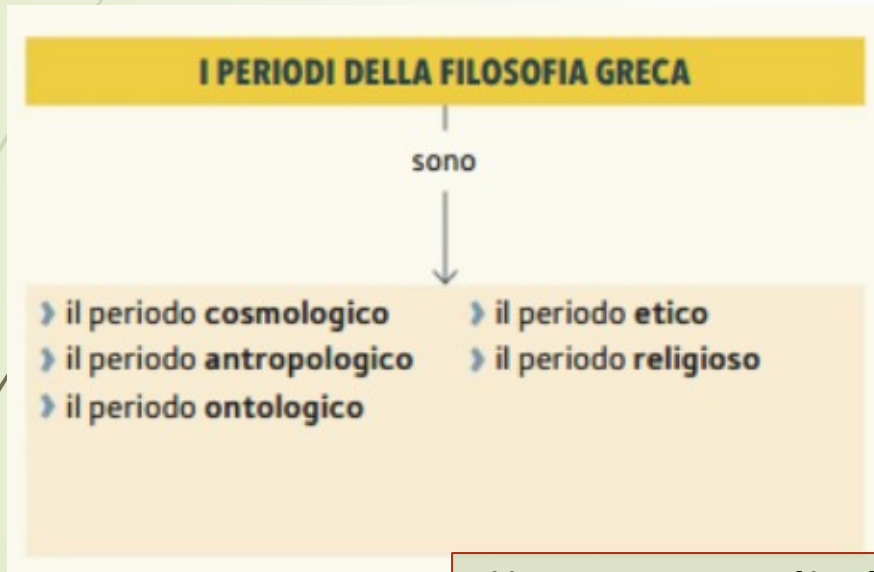 I PERIODI DELLA FILOSOFIA GRECA
sono
il periodo cosmologico
il periodo antropologico
il periodo ontologico
il periodo etico
il periodo religioso